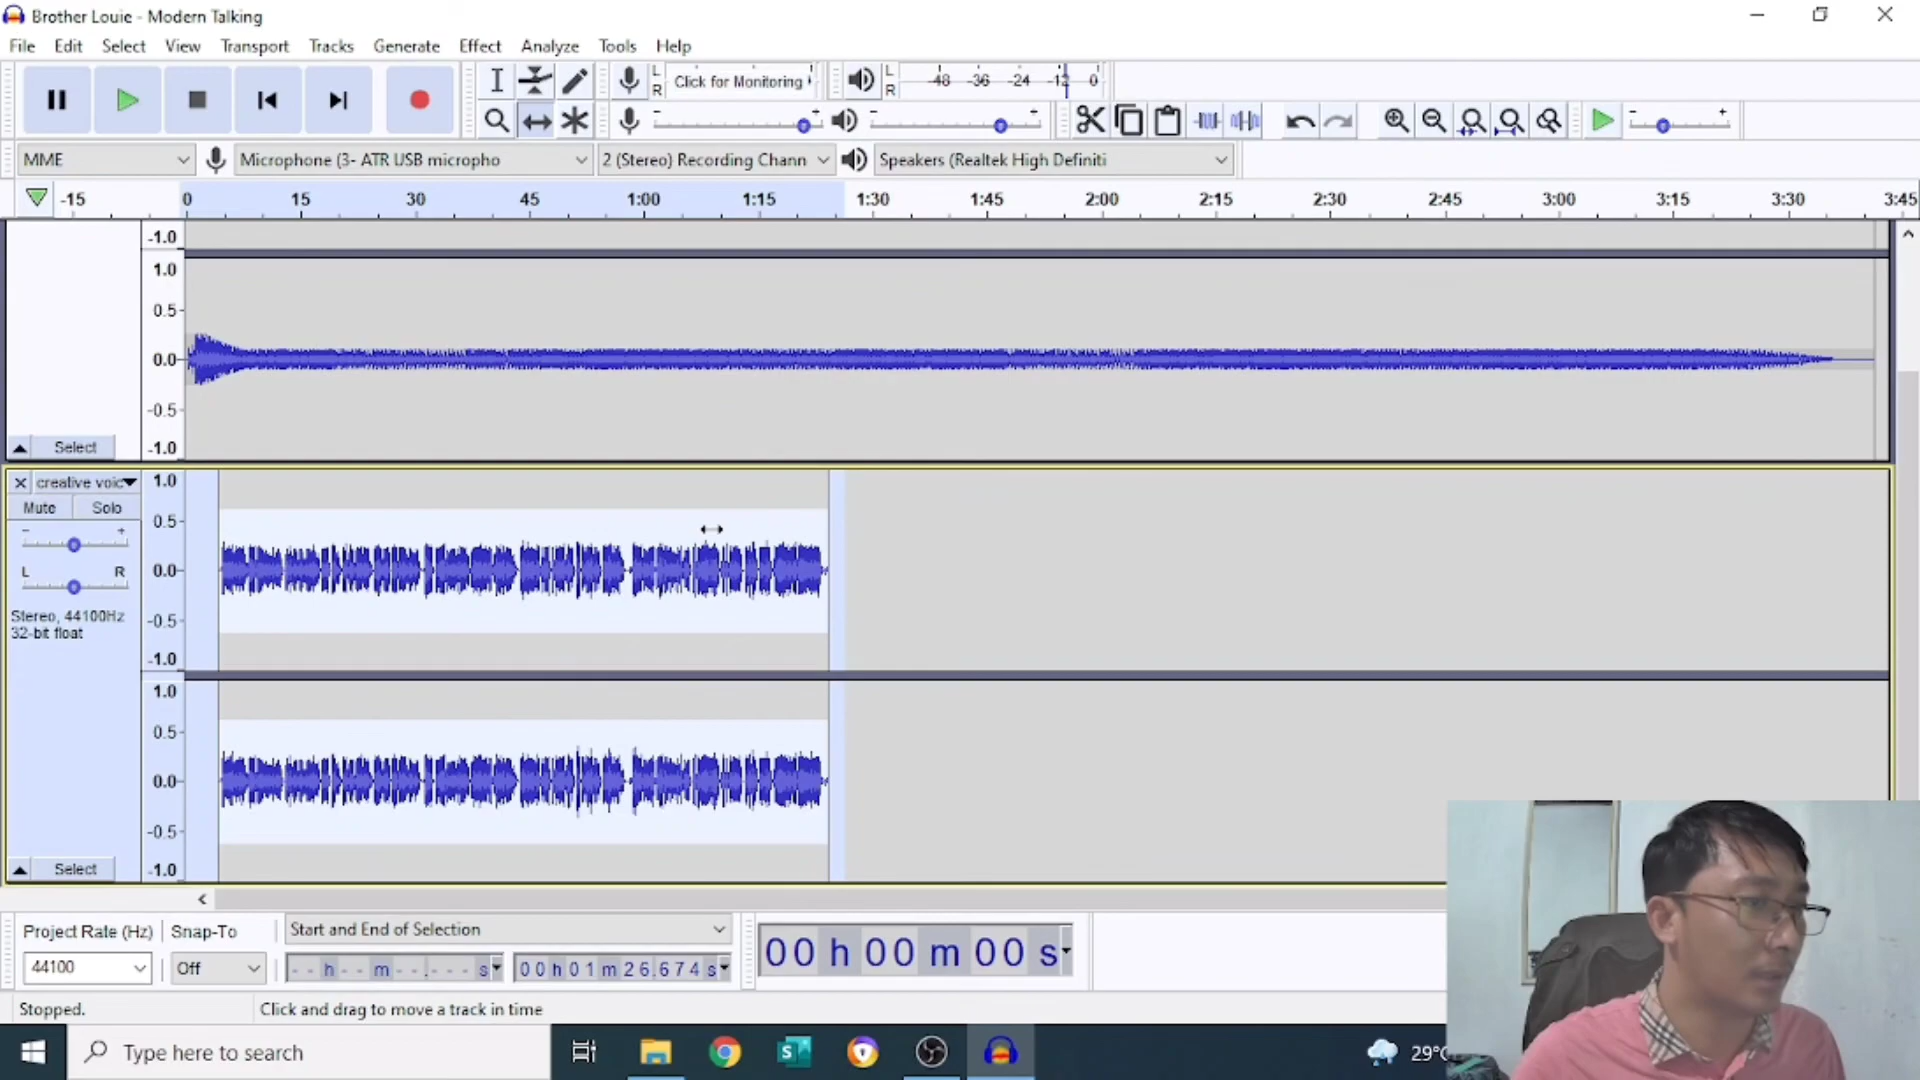 Brother Louie - Modern Talking
File Edit Select View Transport Tracks Generate Effect Analyze Tools Help
L R Click for Monitoring
L R -48 -36 -24 -12 0
- +
- +
- +
MME Microphone (3- ATR USB micropho 2 (Stereo) Recording Chann Speakers (Realtek High Definiti
-15 0 15 30 45 1:00 1:15 1:30 1:45 2:00 2:15 2:30 2:45 3:00 3:15 3:30 3:45
-1.0
1.0
0.5
0.0
-0.5
Select -1.0
creative voic 1.0
Mute Solo
- + 0.5
L R 0.0
Stereo, 44100Hz
32-bit float
-0.5
-1.0
1.0
0.5
0.0
-0.5
Select -1.0
Project Rate (Hz) Snap-To Start and End of Selection
44100 Off - - h - - m - - . - - - s 00 h 01 m 26.674 s
00 h 00 m 00 s
Stopped. Click and drag to move a track in time
Type here to search
S
29°C